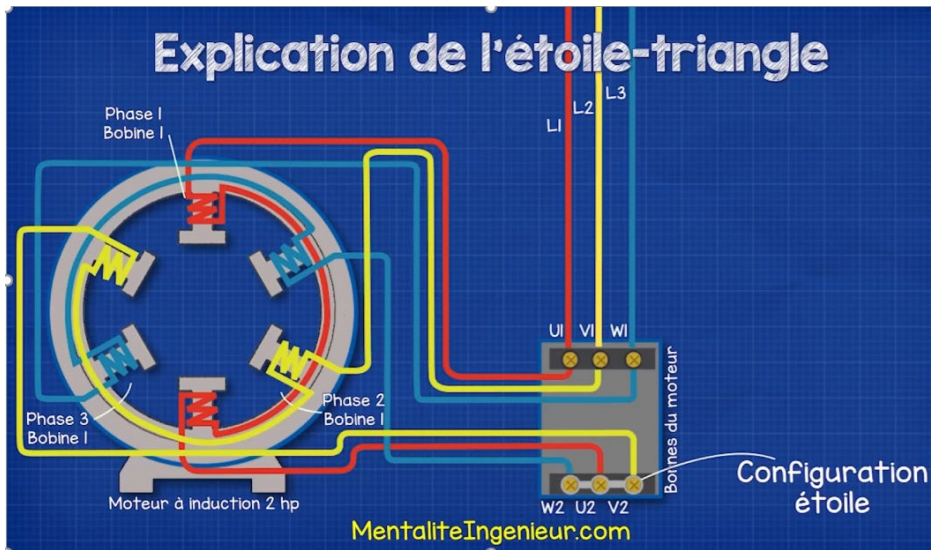 Explication de l'étoile-triangle
Phase 1
Bobine 1
L1
L2
L3
U1 V1 W1
Phase 3
Bobine 1
Phase 2
Bobine 1
Bornes du moteur
Moteur à induction 2 hp
W2 U2 V2
Configuration
étoile
MentaliteIngenieur.com